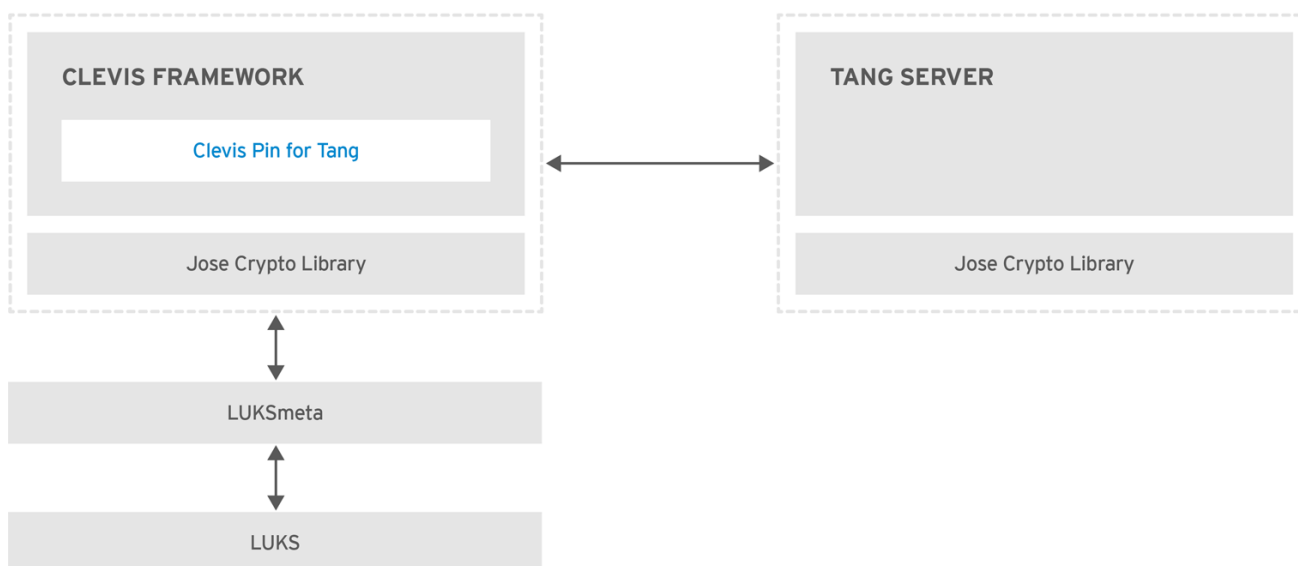 CLEVIS FRAMEWORK
Clevis Pin for Tang
Jose Crypto Library
TANG SERVER
Jose Crypto Library
LUKSmeta
LUKS